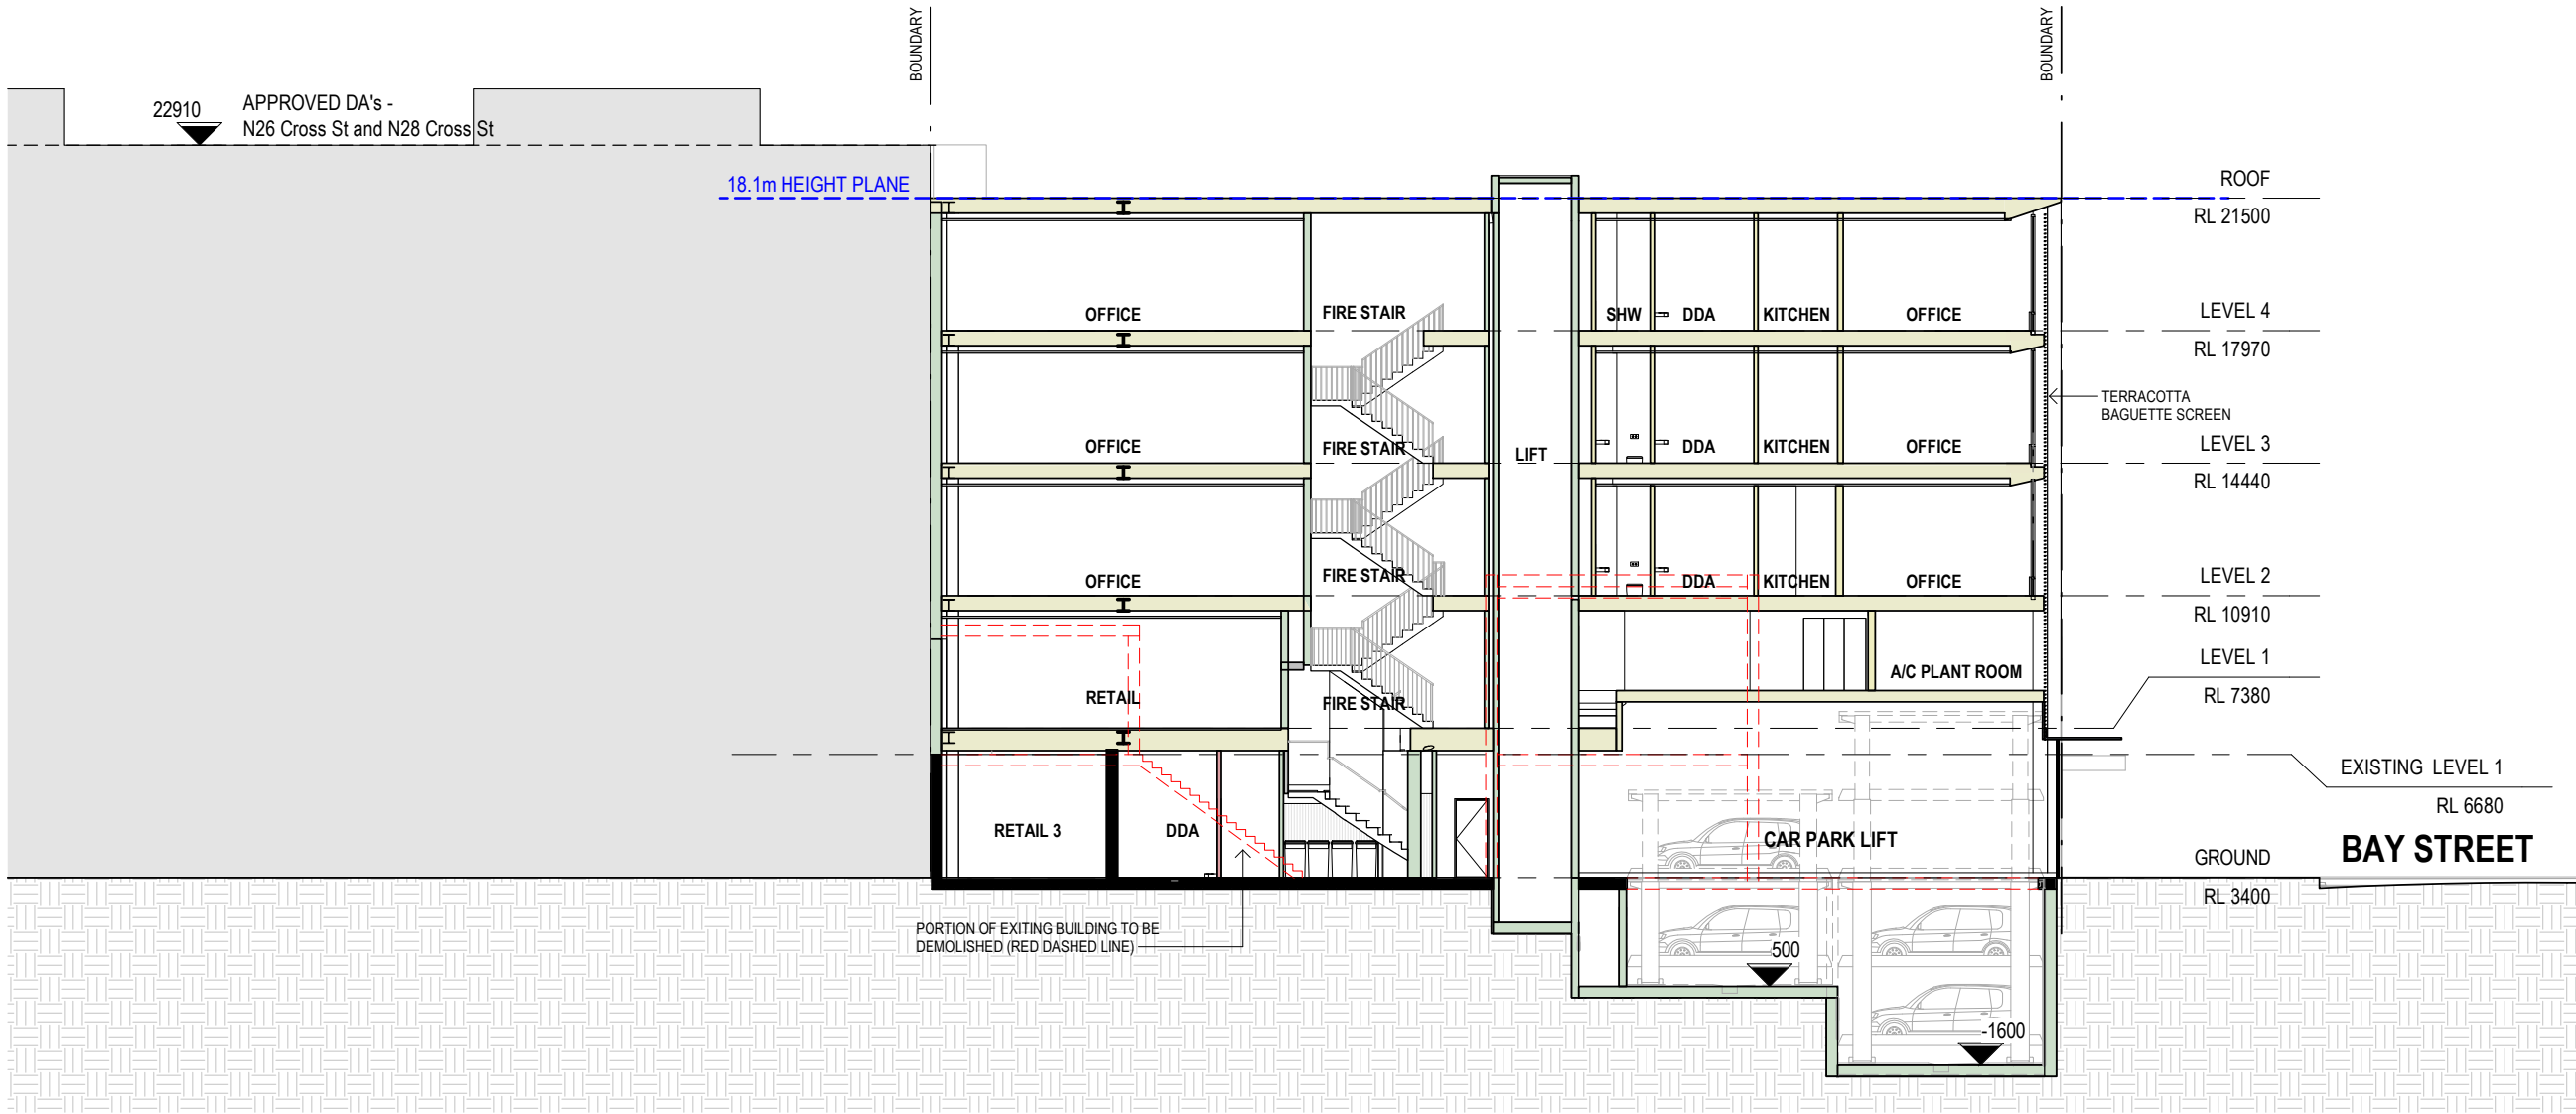 BOUNDARY
BOUNDARY
22910
APPROVED DA's -
N26 Cross St and N28 Cross St
18.1m HEIGHT PLANE
ROOF
RL 21500
OFFICE
FIRE STAIR
SHW
DDA
KITCHEN
OFFICE
LEVEL 4
RL 17970
TERRACOTTA
BAGUETTE SCREEN
OFFICE
FIRE STAIR
LIFT
DDA
KITCHEN
OFFICE
LEVEL 3
RL 14440
OFFICE
FIRE STAIR
DDA
KITCHEN
OFFICE
LEVEL 2
RL 10910
RETAIL
FIRE STAIR
A/C PLANT ROOM
LEVEL 1
RL 7380
EXISTING LEVEL 1
RL 6680
RETAIL 3
DDA
CAR PARK LIFT
BAY STREET
GROUND
RL 3400
PORTION OF EXITING BUILDING TO BE
DEMOLISHED (RED DASHED LINE)
500
-1600